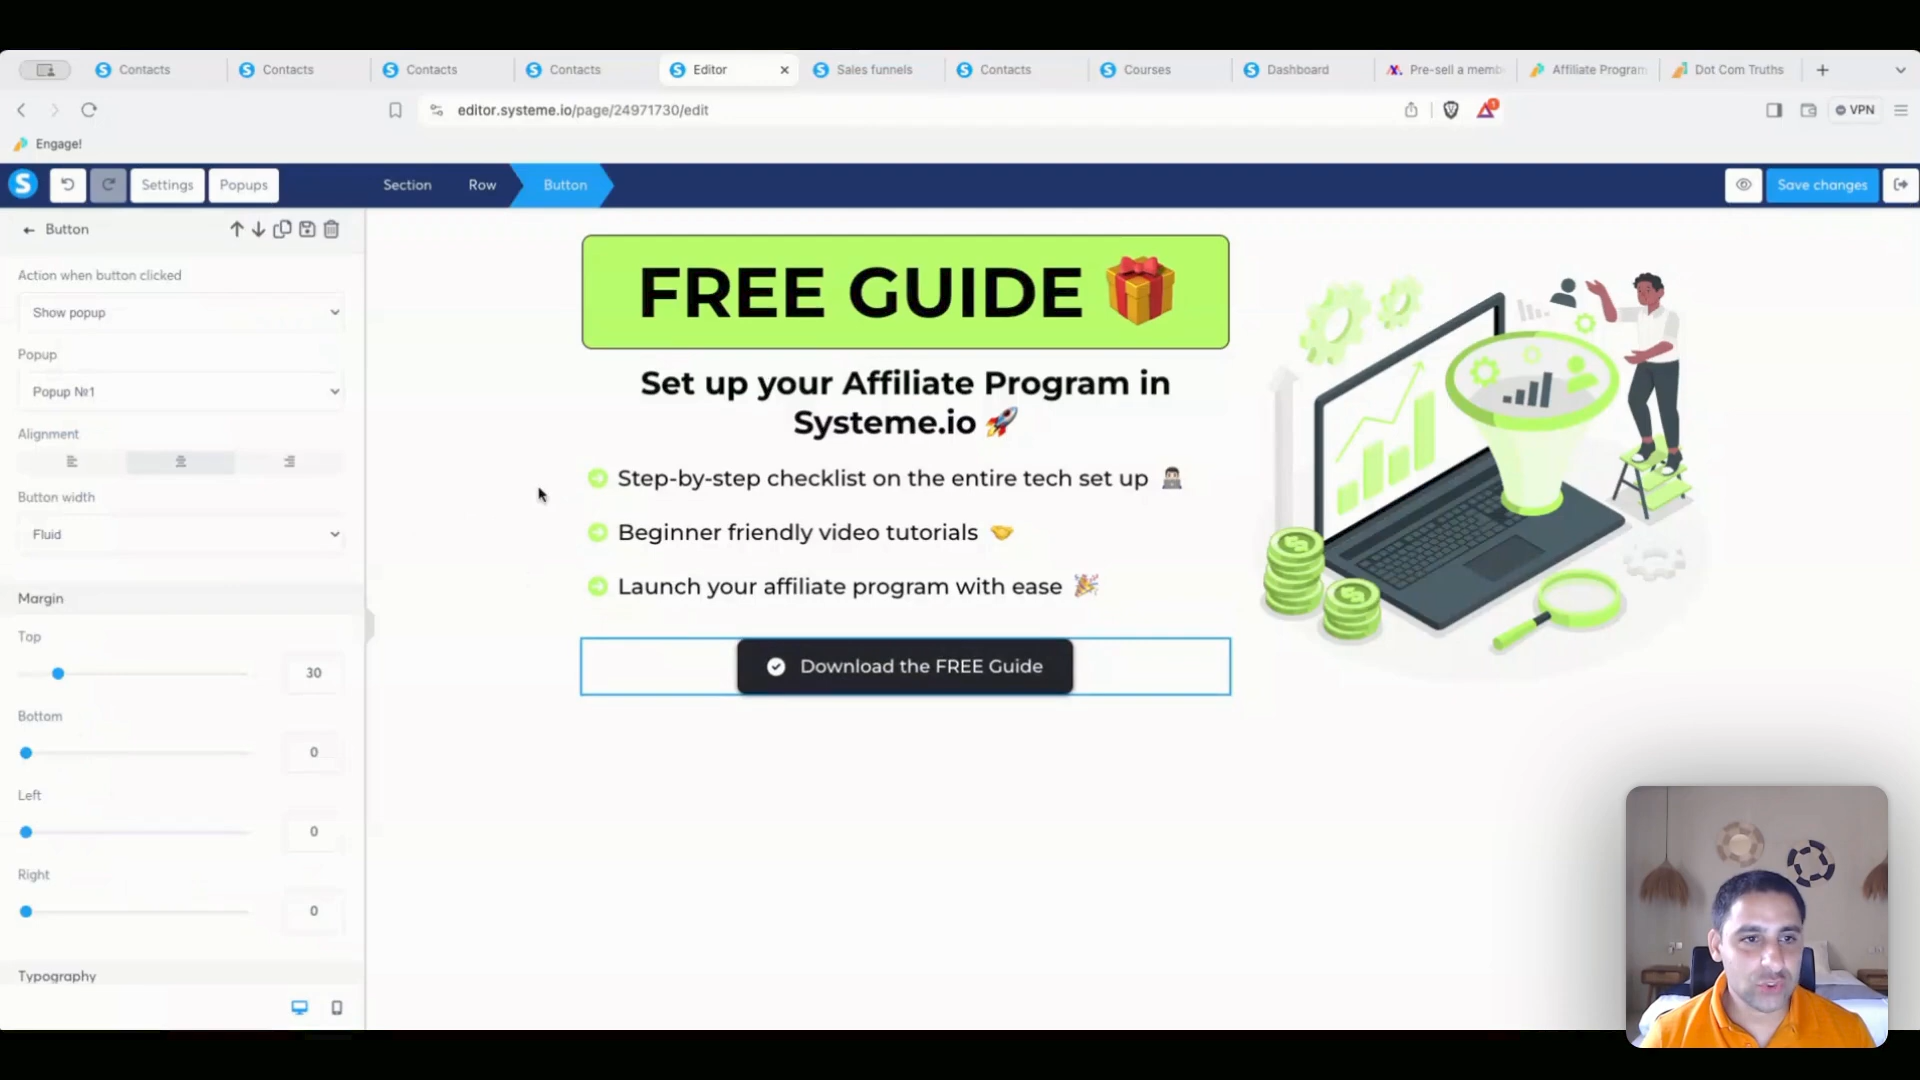 Contacts
Contacts
Contacts
Contacts
Editor
Sales funnels
Contacts
Courses
Dashboard
Pre-sell a memb
Affiliate Program
Dot Com Truths
editor.systeme.io/page/24971730/edit
1
VPN
Engage!
S
Settings
Popups
Section
Row
Button
Save changes
Button
Action when button clicked
Show popup
Popup
Popup №1
Alignment
Button width
Fluid
Margin
Top
30
Bottom
0
Left
0
Right
0
Typography
FREE GUIDE 🎁
Set up your Affiliate Program in
Systeme.io 🚀
Step-by-step checklist on the entire tech set up 👨🏻‍💻
Beginner friendly video tutorials 🤝
Launch your affiliate program with ease 🎉
Download the FREE Guide